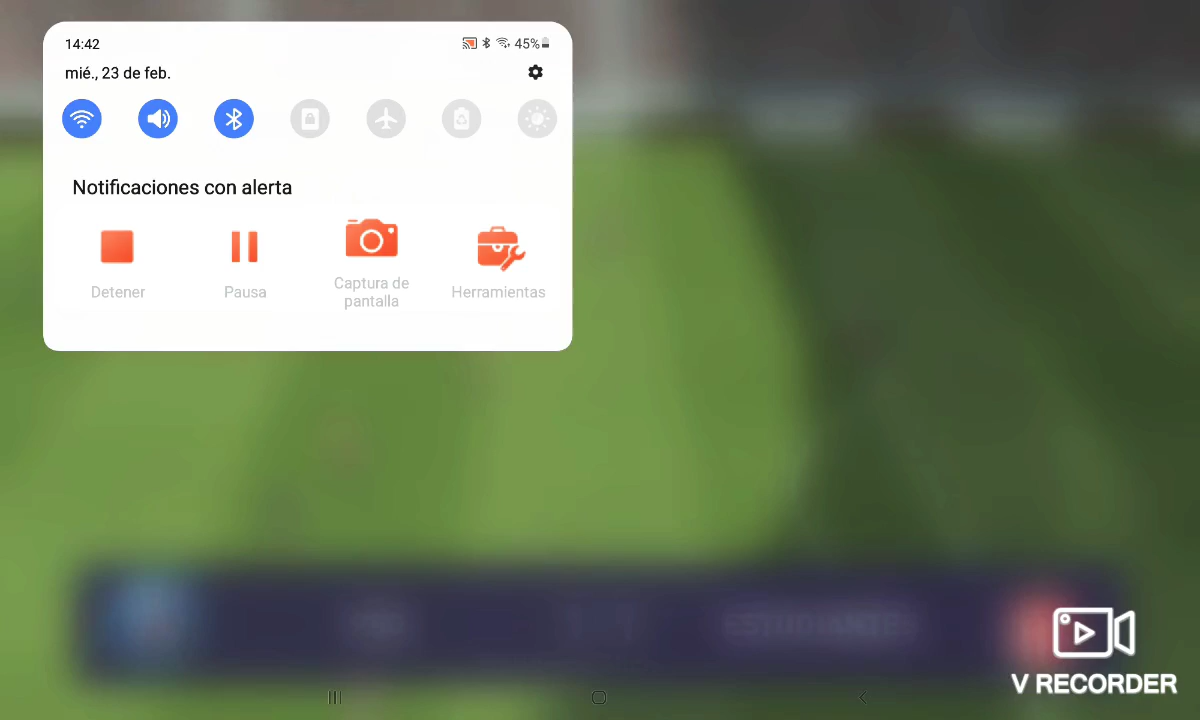 14:42
45%
mié., 23 de feb.
Notificaciones con alerta
Detener
Pausa
Captura de
pantalla
Herramientas
V RECORDER